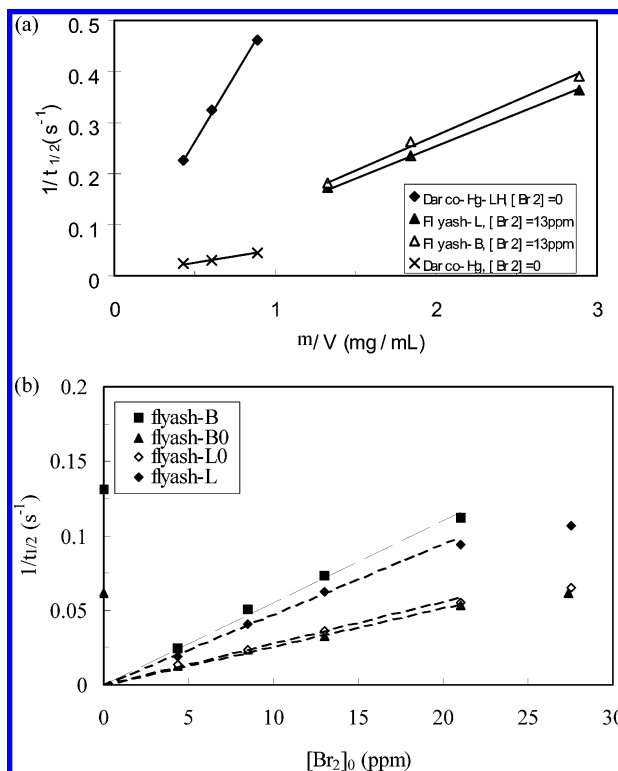 (a)
0.5
0.4
0.3
0.2
0.1
0
1/t 1/2 (s-1)
Darco-Hg-LH, [Br2]=0
Flyash-L, [Br2]=13ppm
Flyash-B, [Br2]=13ppm
Darco-Hg, [Br2]=0
0 1 2 3
m/V (mg/mL)
(b)
0.2
0.15
0.1
0.05
0
1/t1/2 (s-1)
flyash-B
flyash-B0
flyash-L0
flyash-L
0 5 10 15 20 25 30
[Br2]0 (ppm)